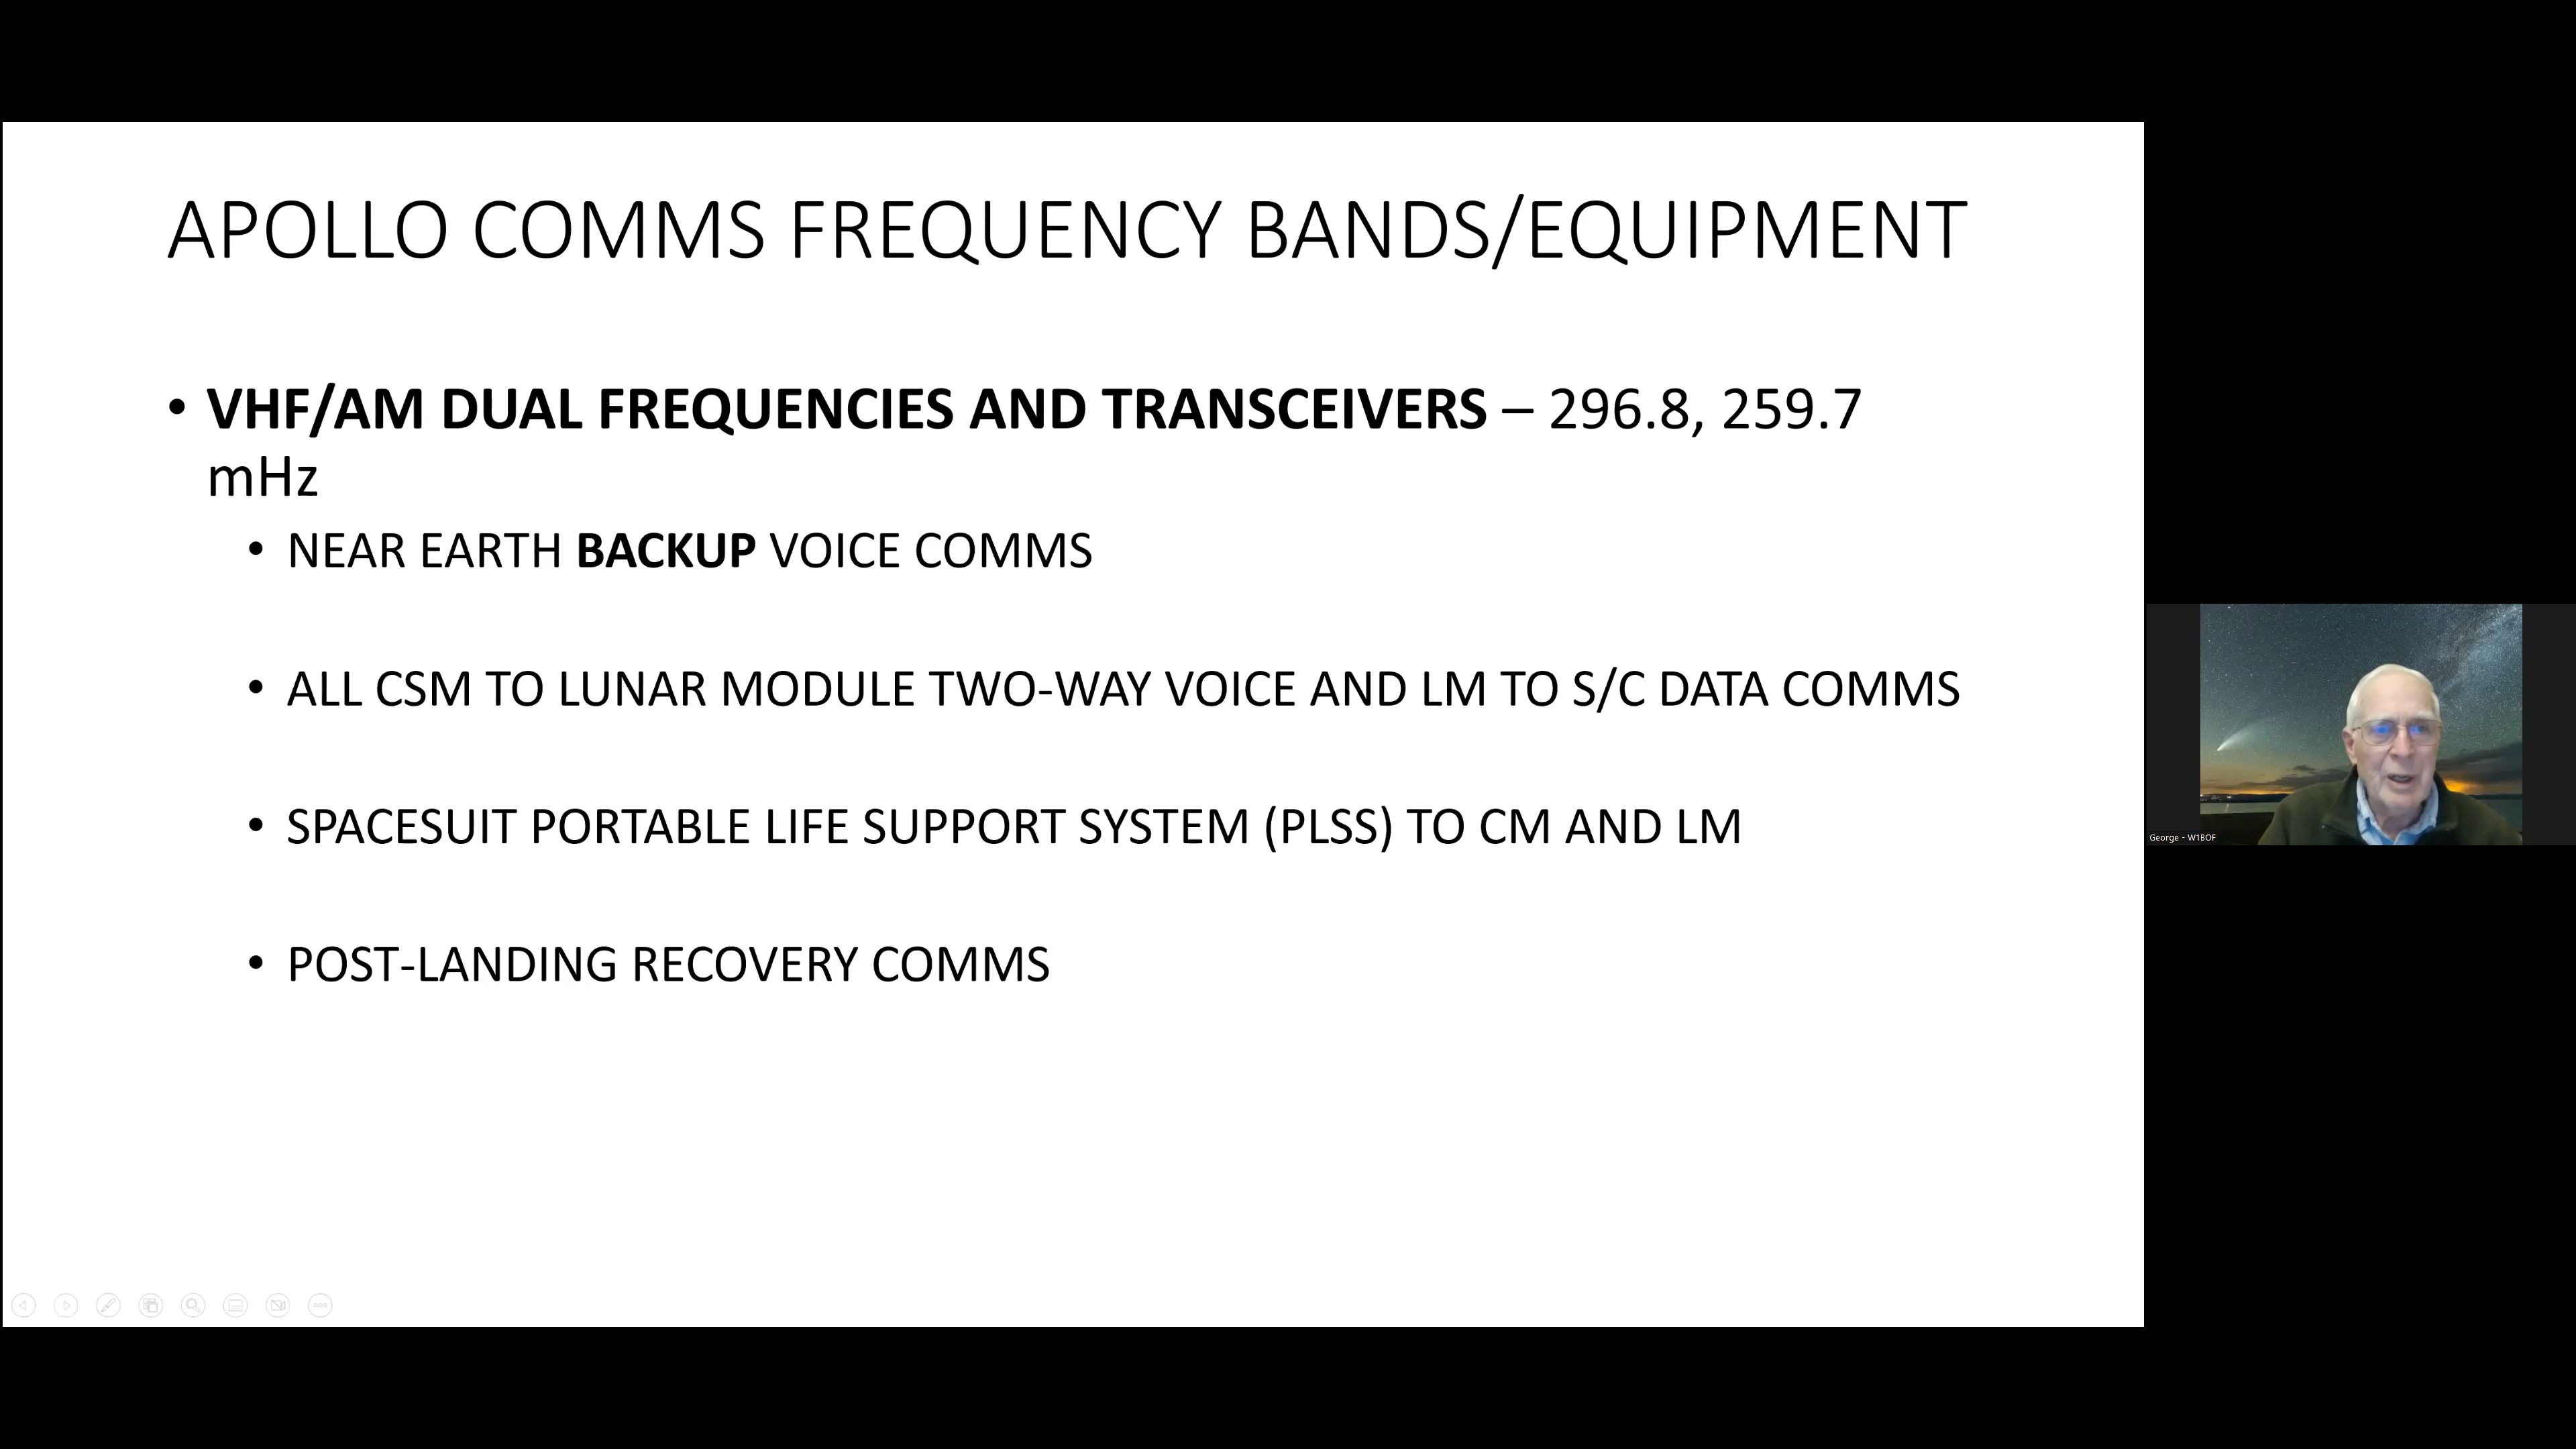 APOLLO COMMS FREQUENCY BANDS/EQUIPMENT
• VHF/AM DUAL FREQUENCIES AND TRANSCEIVERS – 296.8, 259.7
mHz
• NEAR EARTH BACKUP VOICE COMMS
• ALL CSM TO LUNAR MODULE TWO-WAY VOICE AND LM TO S/C DATA COMMS
• SPACESUIT PORTABLE LIFE SUPPORT SYSTEM (PLSS) TO CM AND LM
• POST-LANDING RECOVERY COMMS
George - W1BOF